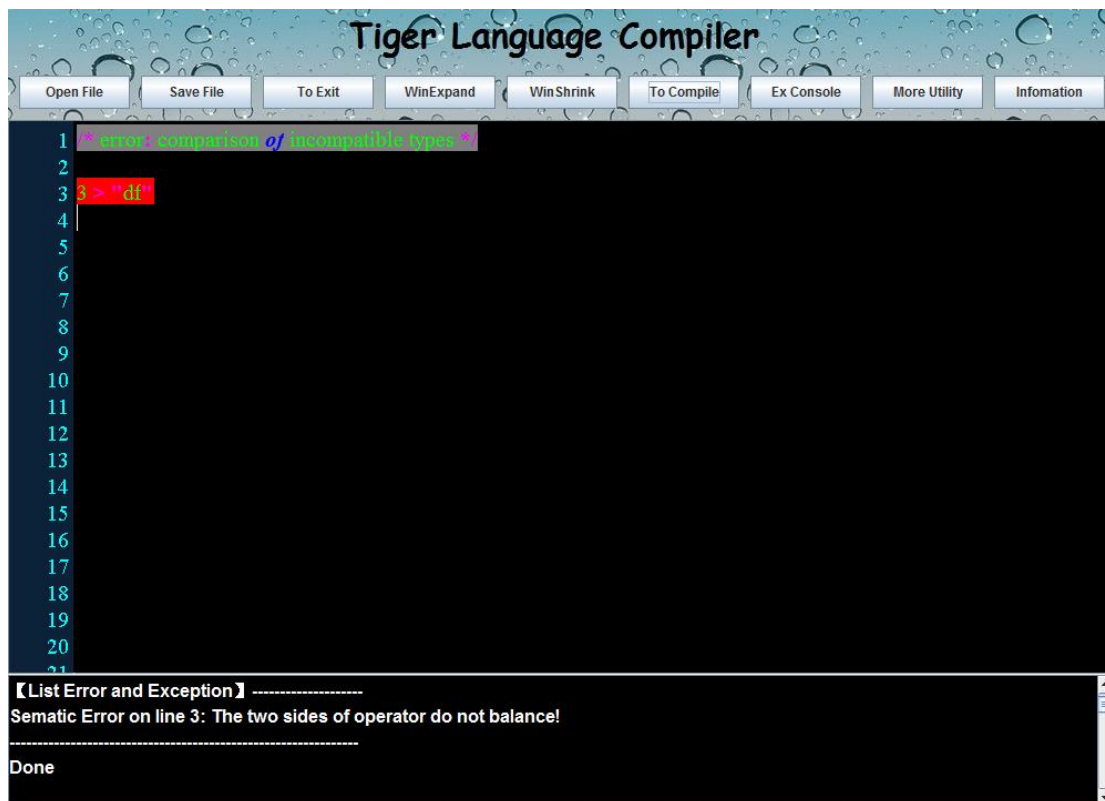 Tiger Language Compiler
Open File Save File To Exit WinExpand WinShrink To Compile Ex Console More Utility Infomation
1 /* error: comparison of incompatible types */
2
3 3 > "df"
4
5
6
7
8
9
10
11
12
13
14
15
16
17
18
19
20
21
【List Error and Exception】--------------------
Sematic Error on line 3: The two sides of operator do not balance!
---------------------------------------------------------------
Done